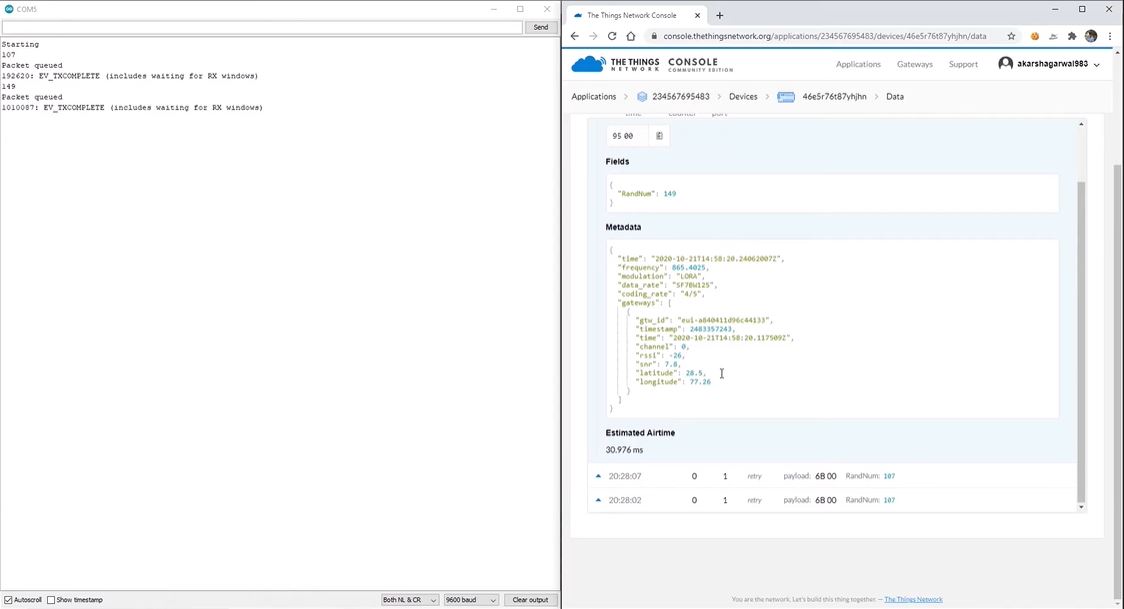 COM5
Send
Starting
107
Packet queued
192620: EV_TXCOMPLETE (includes waiting for RX windows)
149
Packet queued
1010087: EV_TXCOMPLETE (includes waiting for RX windows)
Autoscroll Show timestamp
Both NL & CR
9600 baud
Clear output
The Things Network Console
console.thethingsnetwork.org/applications/234567695483/devices/46e5r76t87yhjhn/data
THE THINGS NETWORK
CONSOLE
COMMUNITY EDITION
Applications Gateways Support akarshagarwal983
Applications > 234567695483 > Devices > 46e5r76t87yhjhn > Data
time counter port
95 00
Fields
{
"RandNum": 149
}
Metadata
{
"time": "2020-10-21T14:58:20.24062007Z",
"frequency": 865.4025,
"modulation": "LORA",
"data_rate": "SF7BW125",
"coding_rate": "4/5",
"gateways": [
{
"gtw_id": "eui-a840411d96c44133",
"timestamp": 2483357243,
"time": "2020-10-21T14:58:20.117509Z",
"channel": 0,
"rssi": -26,
"snr": 7.8,
"latitude": 28.5,
"longitude": 77.26
}
]
}
Estimated Airtime
30.976 ms
20:28:07 0 1 retry payload: 6B 00 RandNum: 107
20:28:02 0 1 retry payload: 6B 00 RandNum: 107
You are the network. Let's build this thing together. — The Things Network